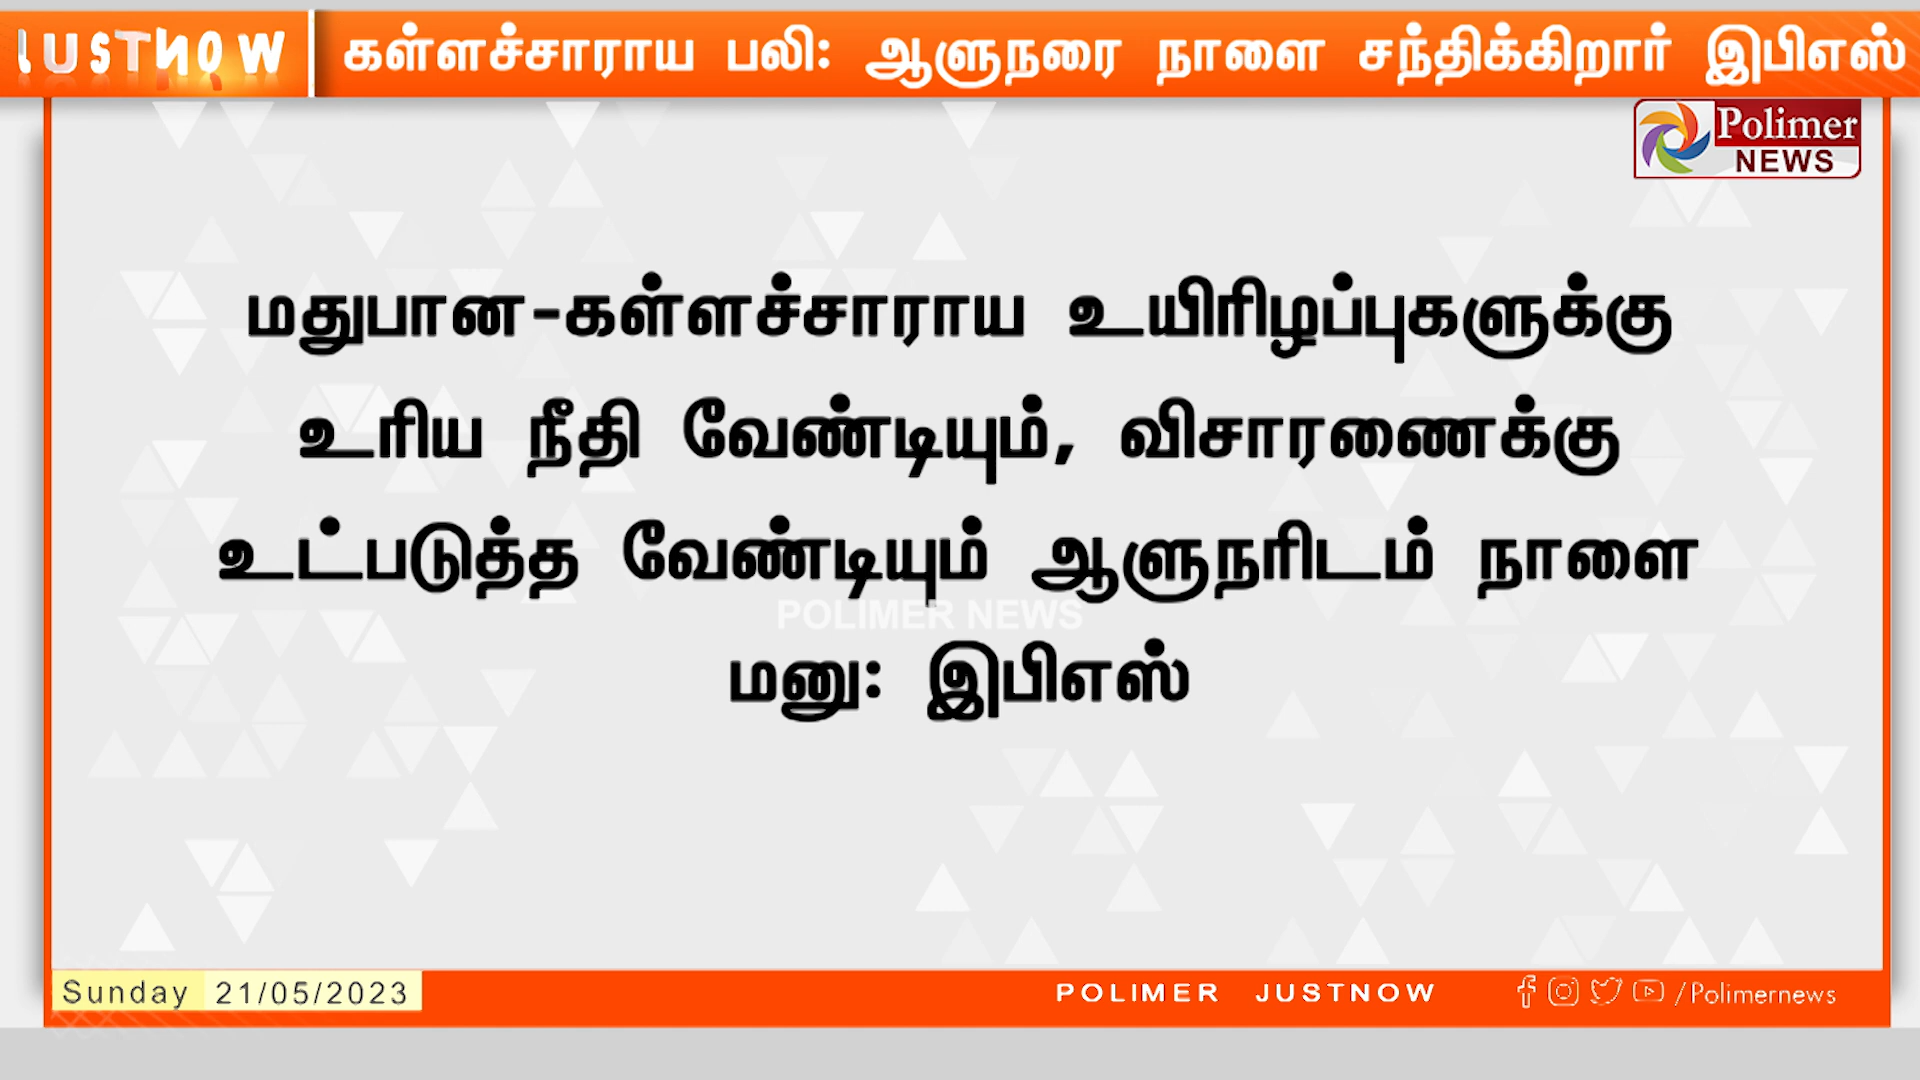 JUSTNOW
கள்ளச்சாராய பலி: ஆளுநரை நாளை சந்திக்கிறார் இபிஎஸ்
Polimer
NEWS
மதுபான-கள்ளச்சாராய உயிரிழப்புகளுக்கு
உரிய நீதி வேண்டியும், விசாரணைக்கு
உட்படுத்த வேண்டியும் ஆளுநரிடம் நாளை
POLIMER NEWS
மனு: இபிஎஸ்
Sunday 21/05/2023
POLIMER JUSTNOW
/Polimernews